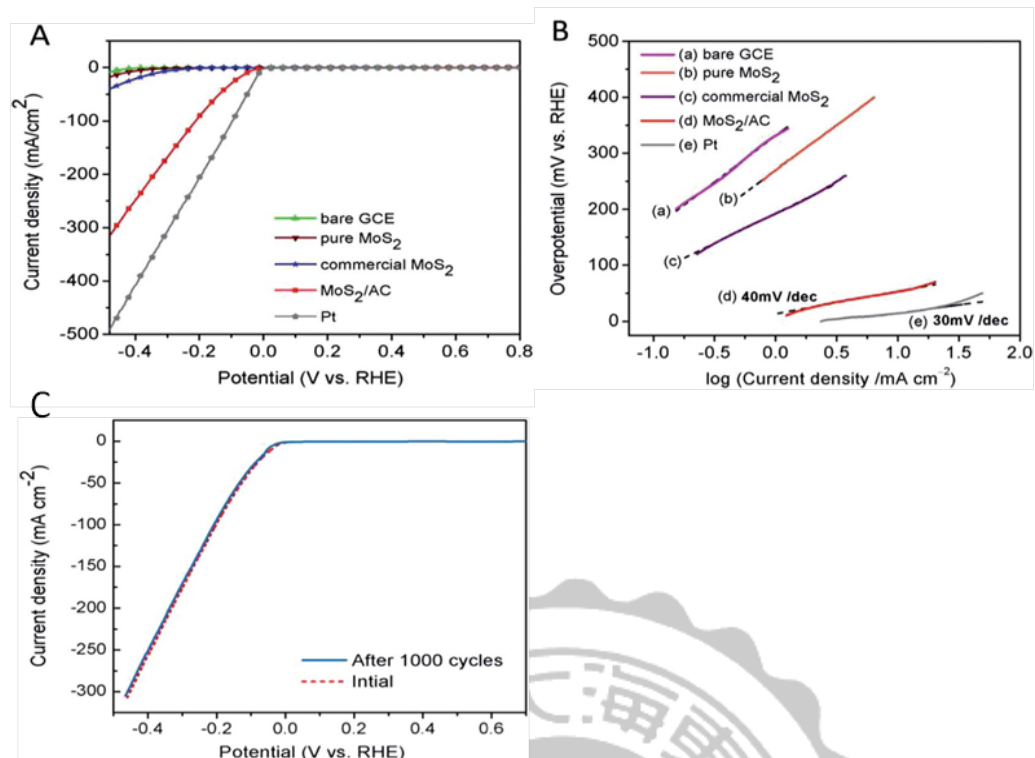 A
Current density (mA/cm²)
0
-100
-200
-300
-400
-500
bare GCE
pure MoS₂
commercial MoS₂
MoS₂/AC
Pt
-0.4 -0.2 0.0 0.2 0.4 0.6 0.8
Potential (V vs. RHE)
B
Overpotential (mV vs. RHE)
500
400
300
200
100
0
(a) bare GCE
(b) pure MoS₂
(c) commercial MoS₂
(d) MoS₂/AC
(e) Pt
(a)
(b)
(c)
(d) 40mV /dec
(e) 30mV /dec
-1.0 -0.5 0.0 0.5 1.0 1.5 2.0
log (Current density /mA cm⁻²)
C
Current density (mA cm⁻²)
0
-50
-100
-150
-200
-250
-300
After 1000 cycles
Intial
-0.4 -0.2 0.0 0.2 0.4 0.6
Potential (V vs. RHE)